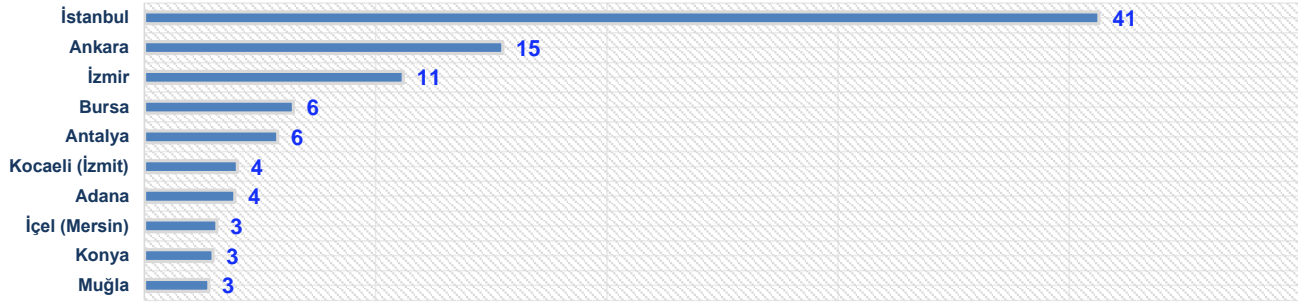 İstanbul 41
Ankara 15
İzmir 11
Bursa 6
Antalya 6
Kocaeli (İzmit) 4
Adana 4
İçel (Mersin) 3
Konya 3
Muğla 3